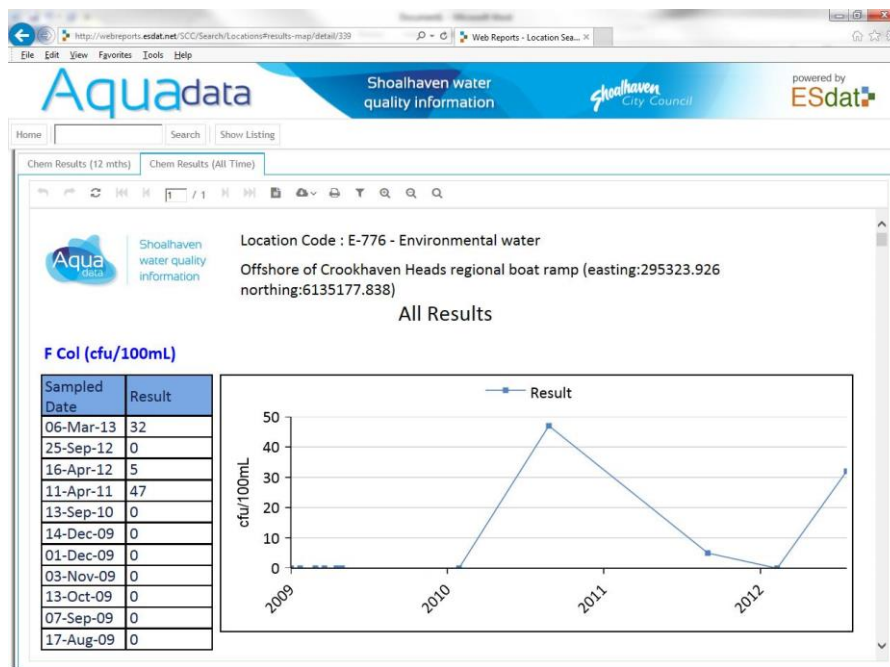 http://webreports.esdat.net/SCC/Search/Locations#results-map/detail/339
Web Reports - Location Sea...
File Edit View Favorites Tools Help
Aquadata
Shoalhaven water
quality information
Shoalhaven
City Council
powered by
ESdat
Home
Search
Show Listing
Chem Results (12 mths)
Chem Results (All Time)
1 / 1
Aqua
data
Shoalhaven
water quality
information
Location Code : E-776 - Environmental water
Offshore of Crookhaven Heads regional boat ramp (easting:295323.926
northing:6135177.838)
All Results
F Col (cfu/100mL)
Sampled
Date
Result
06-Mar-13 32
25-Sep-12 0
16-Apr-12 5
11-Apr-11 47
13-Sep-10 0
14-Dec-09 0
01-Dec-09 0
03-Nov-09 0
13-Oct-09 0
07-Sep-09 0
17-Aug-09 0
Result
cfu/100mL
50
40
30
20
10
0
2009
2010
2011
2012